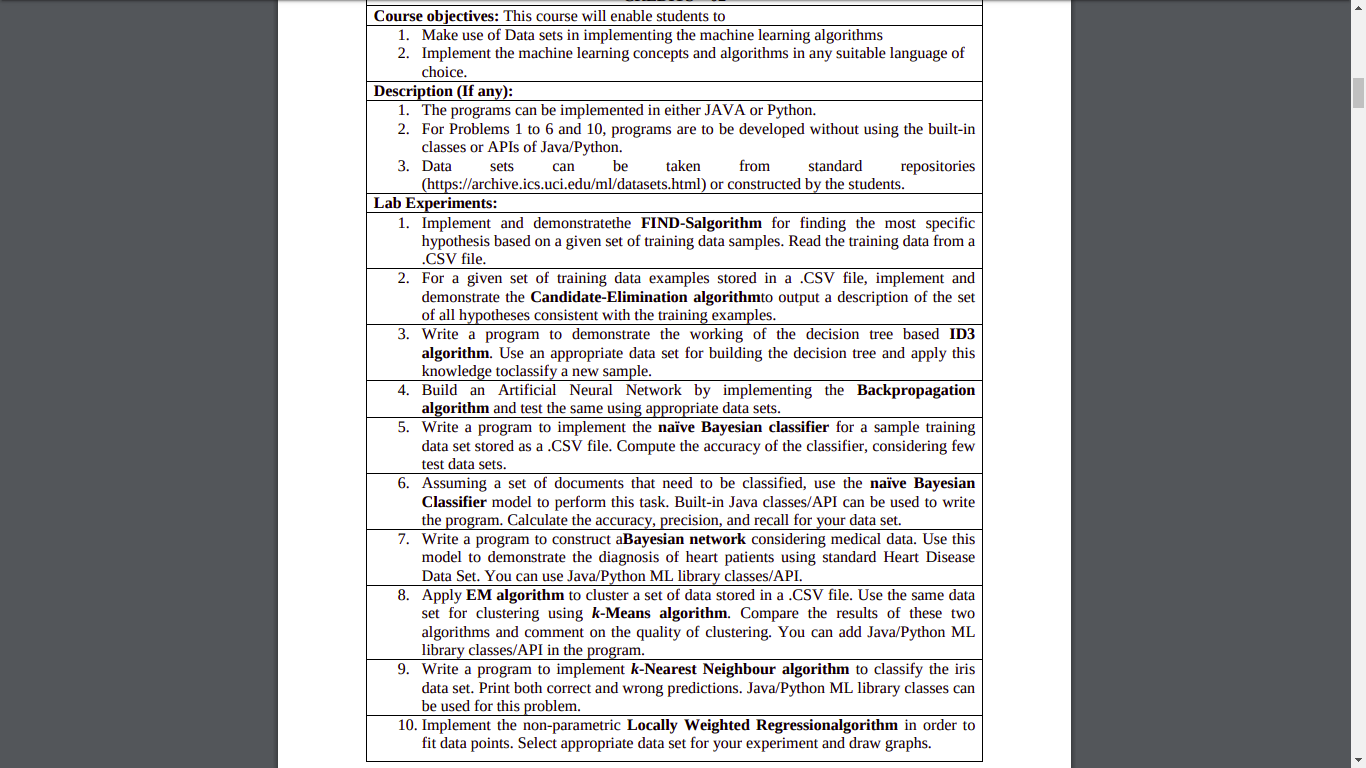 Course objectives: This course will enable students to
1. Make use of Data sets in implementing the machine learning algorithms
2. Implement the machine learning concepts and algorithms in any suitable language of
choice.
Description (If any):
1. The programs can be implemented in either JAVA or Python.
2. For Problems 1 to 6 and 10, programs are to be developed without using the built-in
classes or APIs of Java/Python.
3. Data sets can be taken from standard repositories
(https://archive.ics.uci.edu/ml/datasets.html) or constructed by the students.
Lab Experiments:
1. Implement and demonstratethe FIND-Salgorithm for finding the most specific
hypothesis based on a given set of training data samples. Read the training data from a
.CSV file.
2. For a given set of training data examples stored in a .CSV file, implement and
demonstrate the Candidate-Elimination algorithmto output a description of the set
of all hypotheses consistent with the training examples.
3. Write a program to demonstrate the working of the decision tree based ID3
algorithm. Use an appropriate data set for building the decision tree and apply this
knowledge toclassify a new sample.
4. Build an Artificial Neural Network by implementing the Backpropagation
algorithm and test the same using appropriate data sets.
5. Write a program to implement the naïve Bayesian classifier for a sample training
data set stored as a .CSV file. Compute the accuracy of the classifier, considering few
test data sets.
6. Assuming a set of documents that need to be classified, use the naïve Bayesian
Classifier model to perform this task. Built-in Java classes/API can be used to write
the program. Calculate the accuracy, precision, and recall for your data set.
7. Write a program to construct aBayesian network considering medical data. Use this
model to demonstrate the diagnosis of heart patients using standard Heart Disease
Data Set. You can use Java/Python ML library classes/API.
8. Apply EM algorithm to cluster a set of data stored in a .CSV file. Use the same data
set for clustering using k-Means algorithm. Compare the results of these two
algorithms and comment on the quality of clustering. You can add Java/Python ML
library classes/API in the program.
9. Write a program to implement k-Nearest Neighbour algorithm to classify the iris
data set. Print both correct and wrong predictions. Java/Python ML library classes can
be used for this problem.
10. Implement the non-parametric Locally Weighted Regressionalgorithm in order to
fit data points. Select appropriate data set for your experiment and draw graphs.